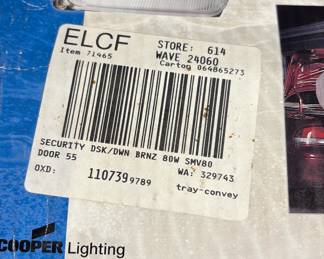 ELCF STORE: 614
Item 71465 WAVE 24060
Carton 064865273
SECURITY DSK/DWN BRNZ 80W SMV80
DOOR 55 WA: 329743
OXD: 1107399789 tray-convey
COOPER Lighting